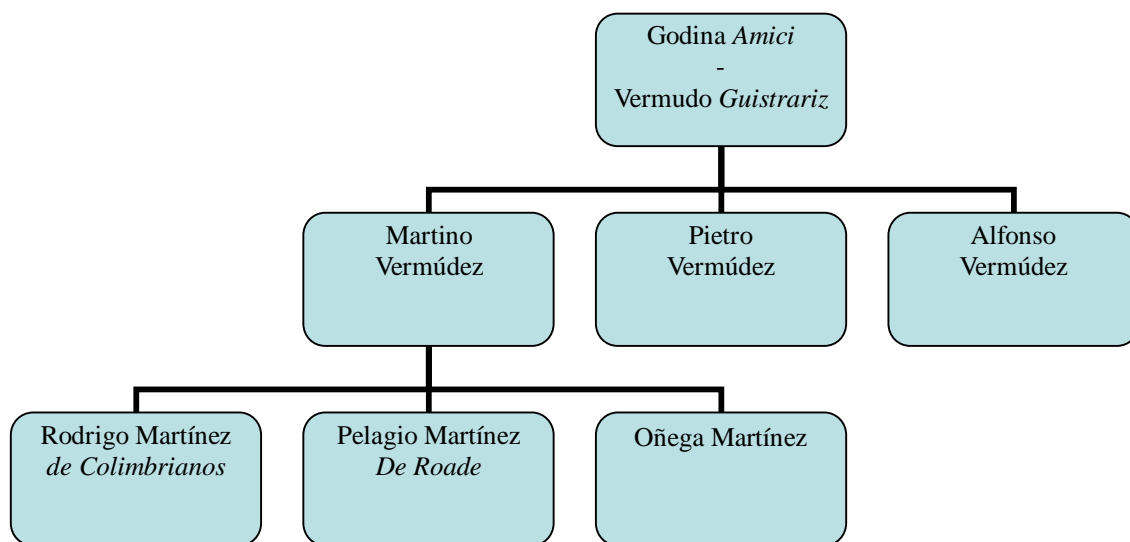 Godina Amici
-
Vermudo Guistrariz
Martino
Vermúdez
Pietro
Vermúdez
Alfonso
Vermúdez
Rodrigo Martínez
de Colimbrianos
Pelagio Martínez
De Roade
Oñega Martínez